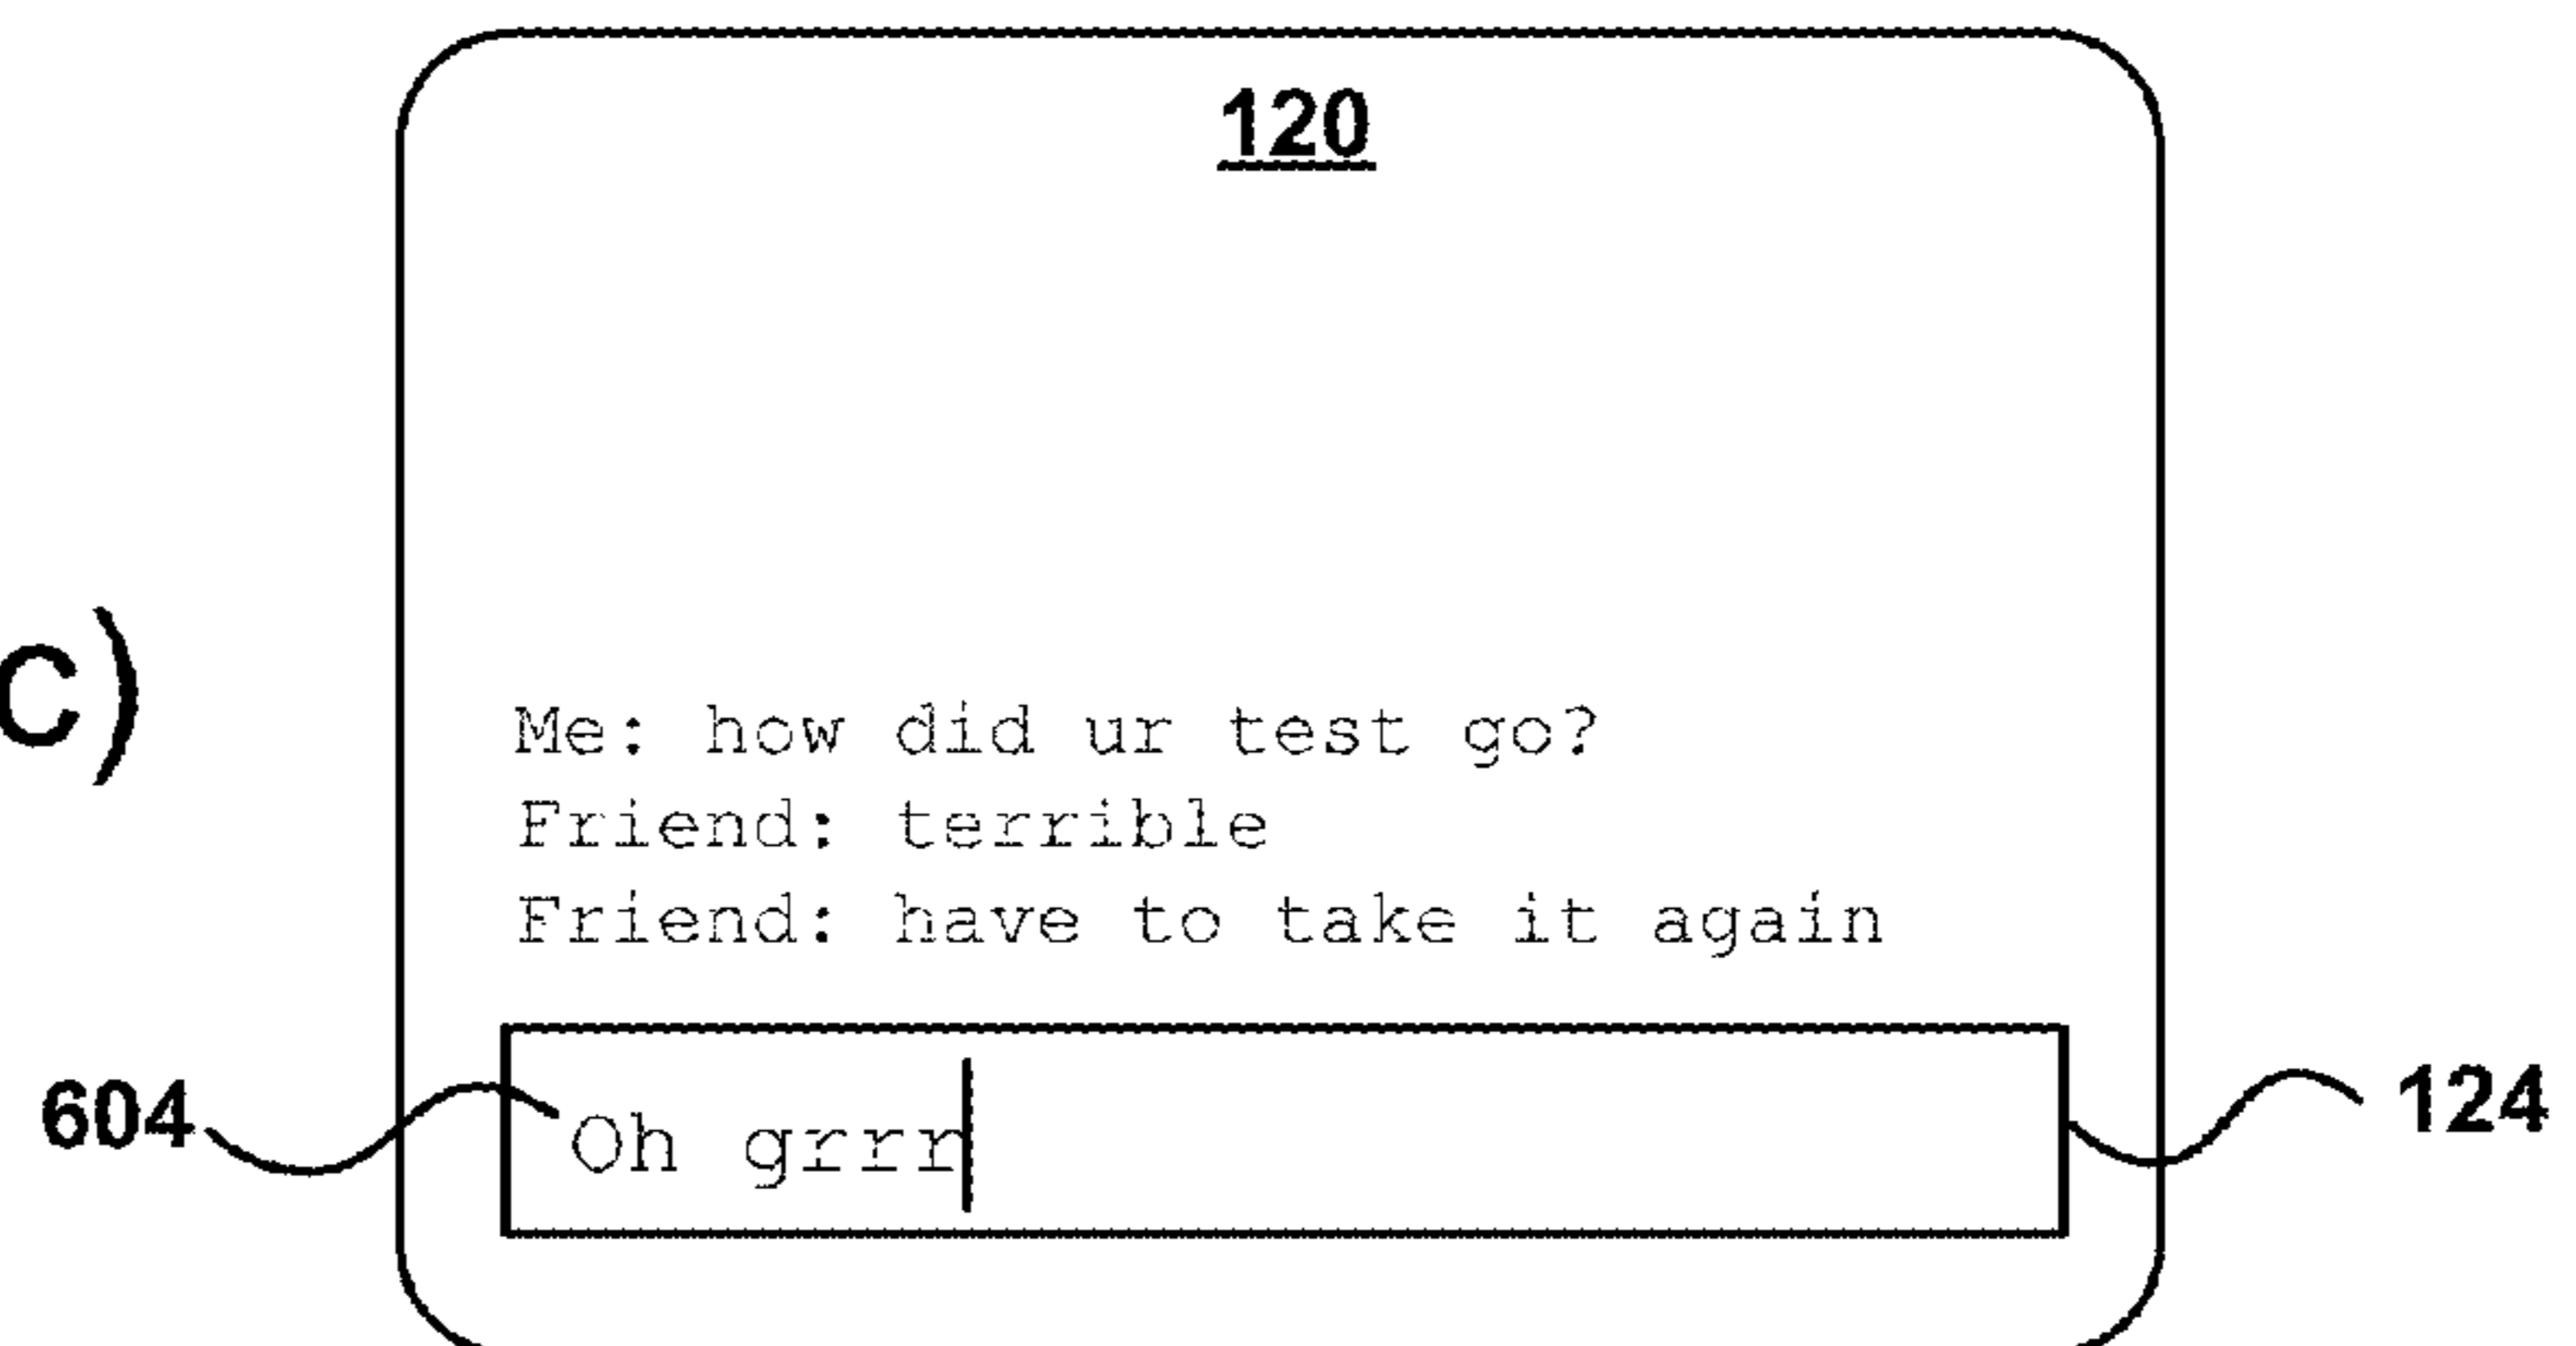 120
C)
Me: how did ur test go?
Friend: terrible
Friend: have to take it again
604
Oh grrr
124